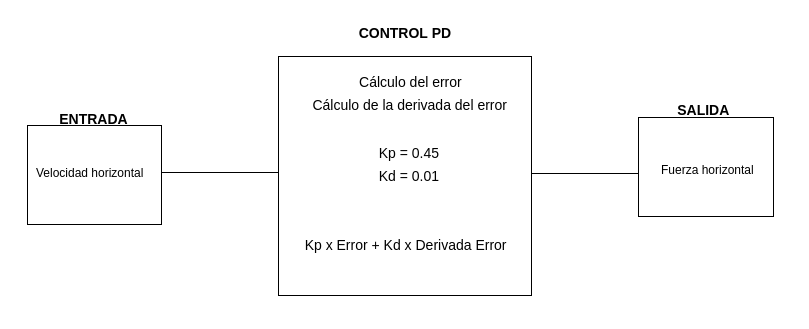 CONTROL PD
Cálculo del error
Cálculo de la derivada del error
Kp = 0.45
Kd = 0.01
Kp x Error + Kd x Derivada Error
ENTRADA
Velocidad horizontal
SALIDA
Fuerza horizontal